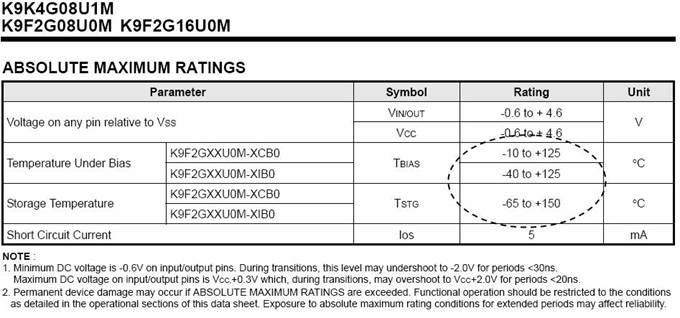 K9K4G08U1M
K9F2G08U0M K9F2G16U0M
ABSOLUTE MAXIMUM RATINGS
Parameter Symbol Rating Unit
Voltage on any pin relative to Vss VIN/OUT -0.6 to + 4.6 V
VCC -0.6 to + 4.6
Temperature Under Bias K9F2GXXU0M-XCB0 TBIAS -10 to +125 °C
K9F2GXXU0M-XIB0 -40 to +125
Storage Temperature K9F2GXXU0M-XCB0 TSTG -65 to +150 °C
K9F2GXXU0M-XIB0
Short Circuit Current Ios 5 mA
NOTE :
1. Minimum DC voltage is -0.6V on input/output pins. During transitions, this level may undershoot to -2.0V for periods <30ns.
Maximum DC voltage on input/output pins is Vcc,+0.3V which, during transitions, may overshoot to Vcc+2.0V for periods <20ns.
2. Permanent device damage may occur if ABSOLUTE MAXIMUM RATINGS are exceeded. Functional operation should be restricted to the conditions
as detailed in the operational sections of this data sheet. Exposure to absolute maximum rating conditions for extended periods may affect reliability.